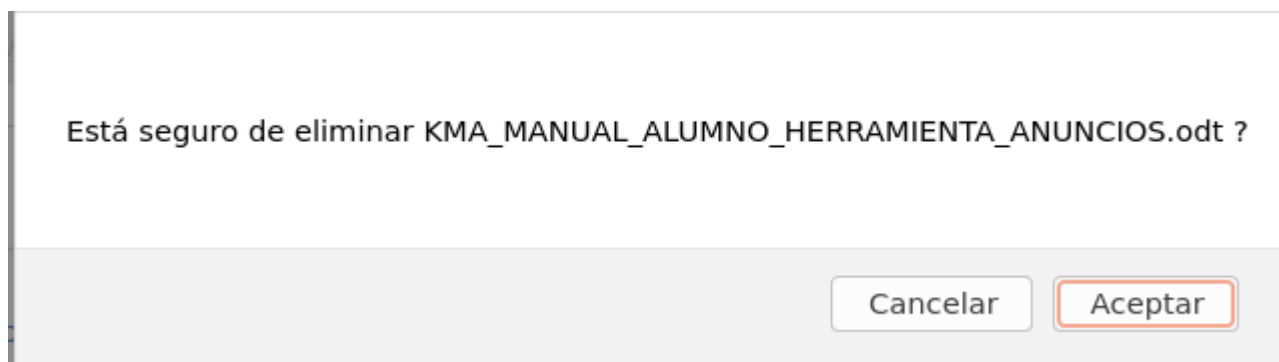 Está seguro de eliminar KMA_MANUAL_ALUMNO_HERRAMIENTA_ANUNCIOS.odt ?
Cancelar
Aceptar